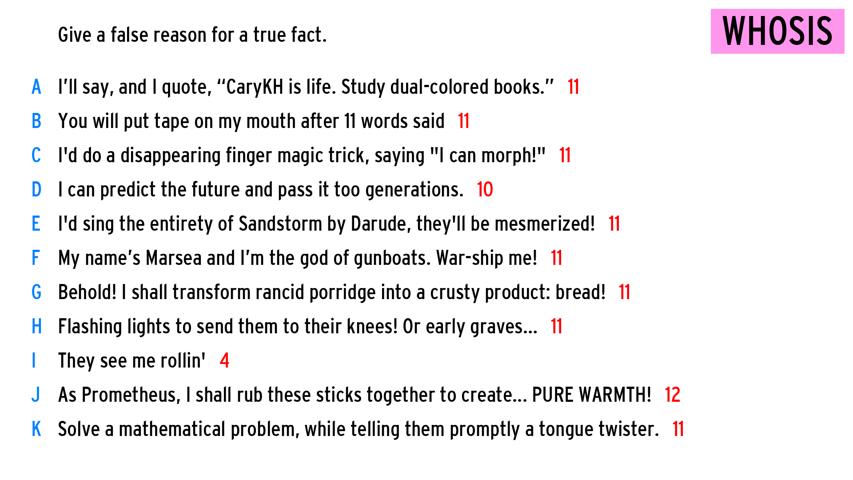 Give a false reason for a true fact.
WHOSIS
A I’ll say, and I quote, “CaryKH is life. Study dual-colored books.” 11
B You will put tape on my mouth after 11 words said 11
C I'd do a disappearing finger magic trick, saying "I can morph!" 11
D I can predict the future and pass it too generations. 10
E I'd sing the entirety of Sandstorm by Darude, they'll be mesmerized! 11
F My name’s Marsea and I’m the god of gunboats. War-ship me! 11
G Behold! I shall transform rancid porridge into a crusty product: bread! 11
H Flashing lights to send them to their knees! Or early graves... 11
I They see me rollin' 4
J As Prometheus, I shall rub these sticks together to create... PURE WARMTH! 12
K Solve a mathematical problem, while telling them promptly a tongue twister. 11